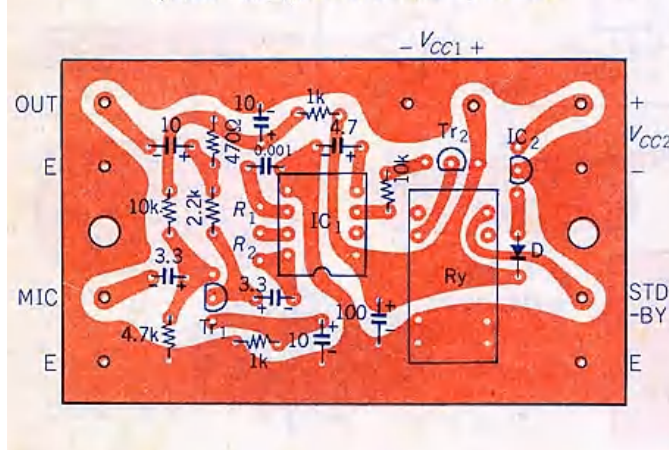 - VCC1 +
OUT
10
470Ω
10
-
+
1k
4.7
- +
Tr2
IC2
+
VCC2
-
- +
0.001
E
10k
10k
2.2k
R1
IC1
R2
3.3
- +
3.3
+ -
Ry
D
MIC
Tr1
100
+
-
STD
-BY
4.7k
1k
10
+
-
E
E